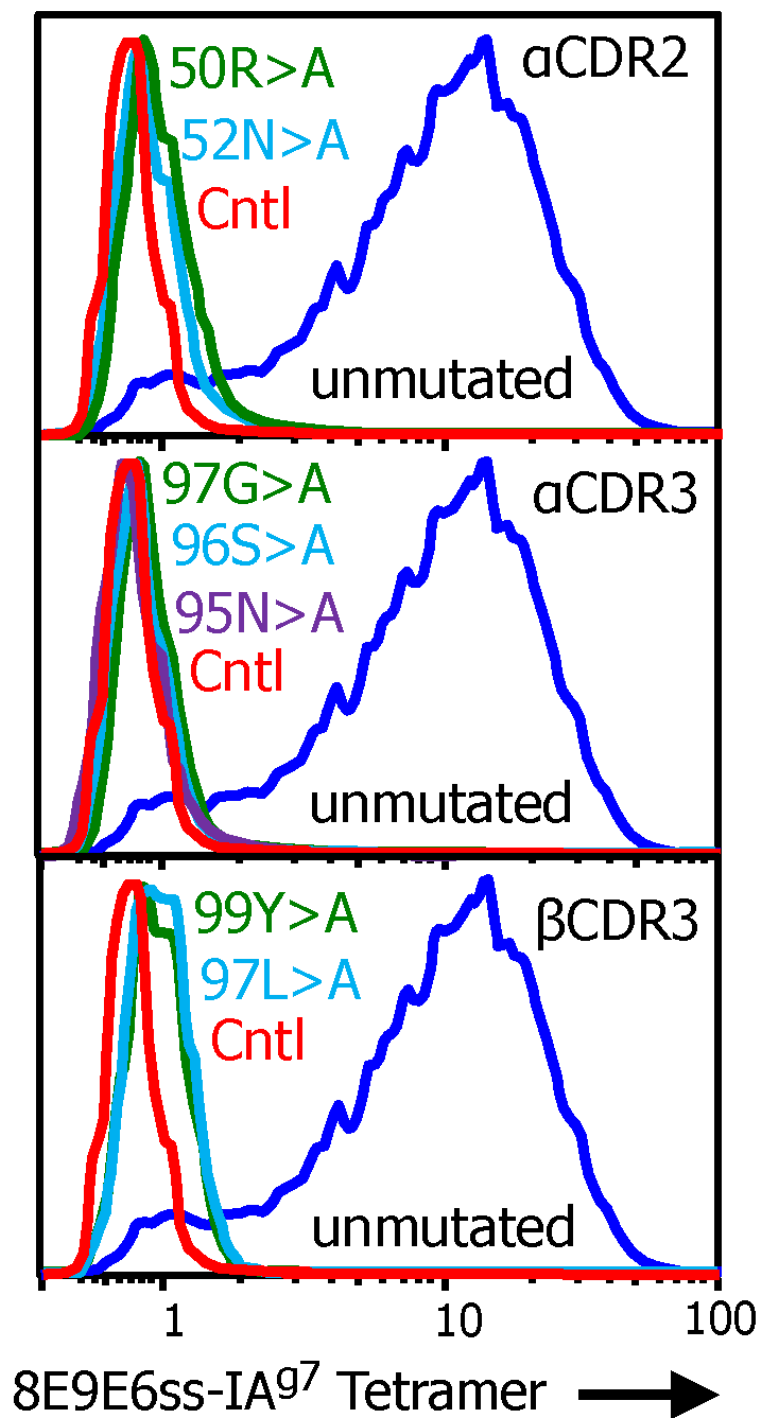 50R>A
αCDR2
52N>A
Cntl
unmutated
97G>A
αCDR3
96S>A
95N>A
Cntl
unmutated
99Y>A
βCDR3
97L>A
Cntl
unmutated
1 10 100
8E9E6ss-IAg7 Tetramer